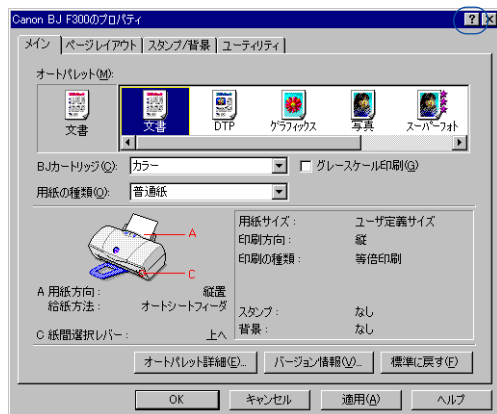 Canon BJ F300のプロパティ ? ×
メイン ページレイアウト スタンプ/背景 ユーティリティ
オートパレット(M):
文書 文書 DTP グラフィックス 写真 スーパーフォト
BJカートリッジ(C): カラー グレースケール印刷(G)
用紙の種類(O): 普通紙
A
C
A 用紙方向: 縦置
給紙方法: オートシートフィーダ
C 紙間選択レバー: 上へ
用紙サイズ: ユーザ定義サイズ
印刷方向: 縦
印刷の種類: 等倍印刷
スタンプ: なし
背景: なし
オートパレット詳細(E)... バージョン情報(V)... 標準に戻す(F)
OK キャンセル 適用(A) ヘルプ